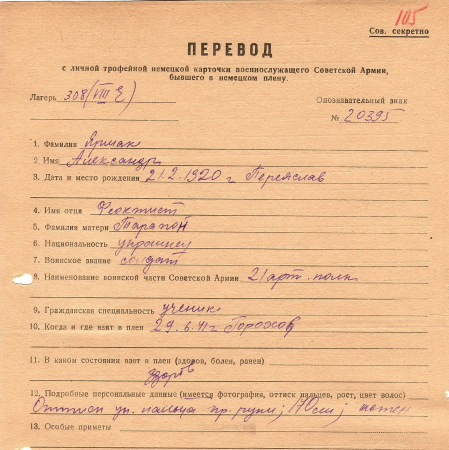 105
Сов. секретно
ПЕРЕВОД
с личной трофейной немецкой карточки военнослужащего Советской Армии,
бывшего в немецком плену.
Лагерь 308/VIII E/
Опознавательный знак
№ 20395
1. Фамилия Ярмак
2. Имя Александр
3. Дата и место рождения 21.2.1920 г Переяслав
4. Имя отца Феоктист
5. Фамилия матери Тарапон
6. Национальность украинец
7. Воинское звание солдат
8. Наименование воинской части Советской Армии 21 арт. полк
9. Гражданская специальность ученик
10. Когда и где взят в плен 29.6.41 г
11. В каком состоянии взят в плен (здоров, болен, ранен)
здоров
12. Подробные персональные данные (имеется фотография, оттиск пальцев, рост, цвет волос)
Оттиск ук. пальца пр. руки; 170 см;
13. Особые приметы